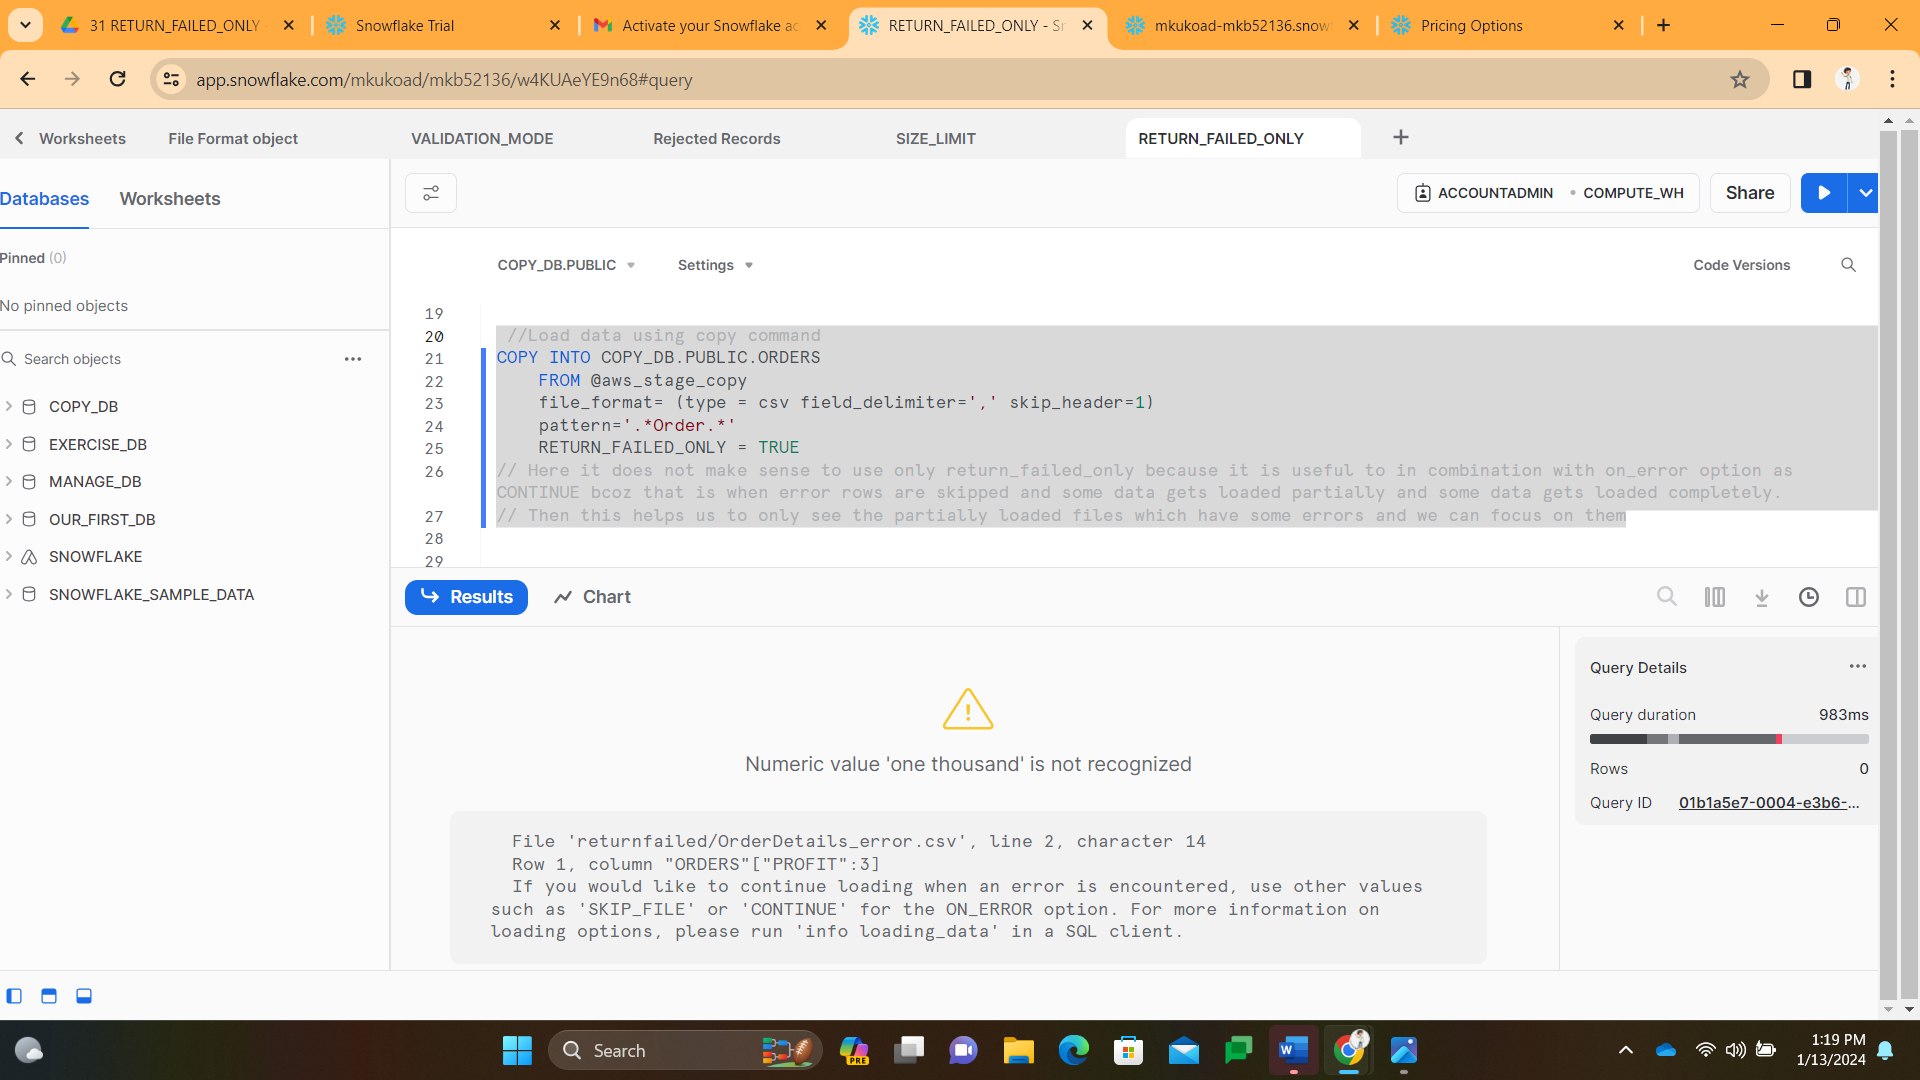 31 RETURN_FAILED_ONLY
Snowflake Trial
Activate your Snowflake ac
RETURN_FAILED_ONLY - Sn
mkukoad-mkb52136.snowf
Pricing Options
app.snowflake.com/mkukoad/mkb52136/w4KUAeYE9n68#query
Worksheets
File Format object
VALIDATION_MODE
Rejected Records
SIZE_LIMIT
RETURN_FAILED_ONLY
Databases
Worksheets
ACCOUNTADMIN
COMPUTE_WH
Share
Pinned (0)
No pinned objects
Search objects
COPY_DB
EXERCISE_DB
MANAGE_DB
OUR_FIRST_DB
SNOWFLAKE
SNOWFLAKE_SAMPLE_DATA
COPY_DB.PUBLIC
Settings
Code Versions
19
20 //Load data using copy command
21 COPY INTO COPY_DB.PUBLIC.ORDERS
22 FROM @aws_stage_copy
23 file_format= (type = csv field_delimiter=',' skip_header=1)
24 pattern='.*Order.*'
25 RETURN_FAILED_ONLY = TRUE
26 // Here it does not make sense to use only return_failed_only because it is useful to in combination with on_error option as
CONTINUE bcoz that is when error rows are skipped and some data gets loaded partially and some data gets loaded completely.
27 // Then this helps us to only see the partially loaded files which have some errors and we can focus on them
28
29
Results
Chart
Numeric value 'one thousand' is not recognized
File 'returnfailed/OrderDetails_error.csv', line 2, character 14
Row 1, column "ORDERS"["PROFIT":3]
If you would like to continue loading when an error is encountered, use other values
such as 'SKIP_FILE' or 'CONTINUE' for the ON_ERROR option. For more information on
loading options, please run 'info loading_data' in a SQL client.
Query Details
Query duration 983ms
Rows 0
Query ID 01b1a5e7-0004-e3b6-...
Search
PRE
W
1:19 PM
1/13/2024